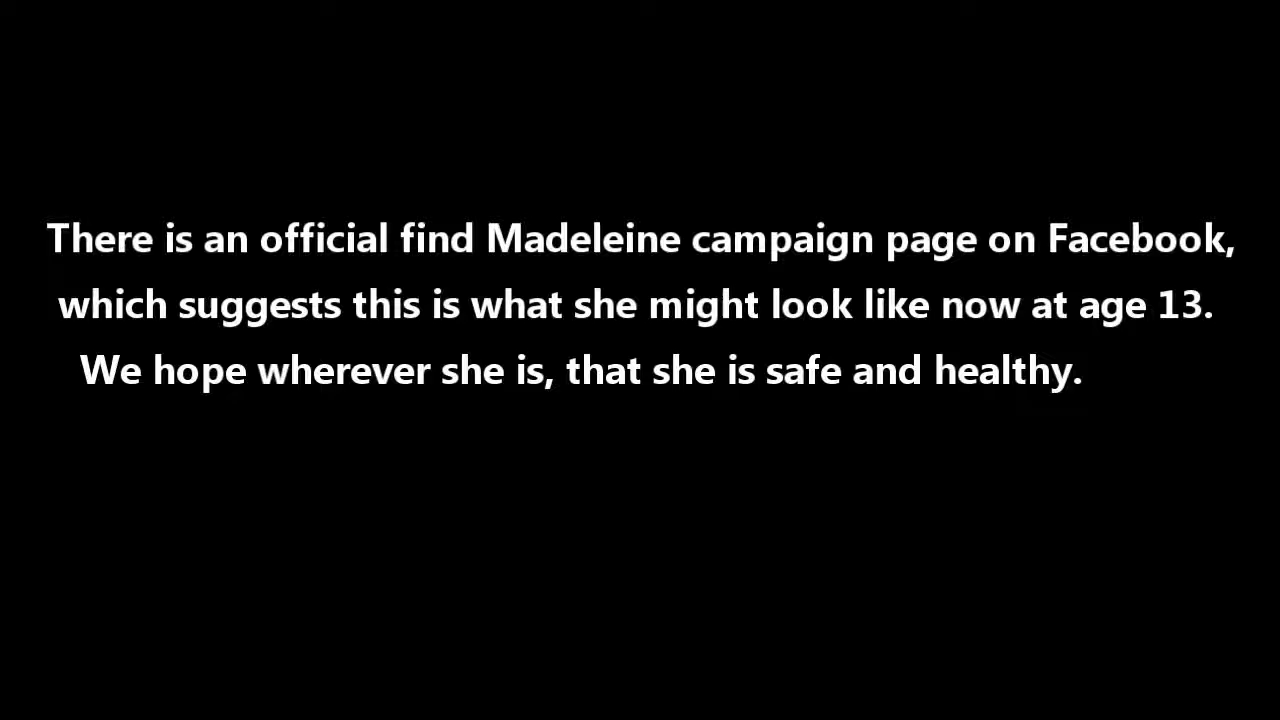 There is an official find Madeleine campaign page on Facebook,
which suggests this is what she might look like now at age 13.
We hope wherever she is, that she is safe and healthy.